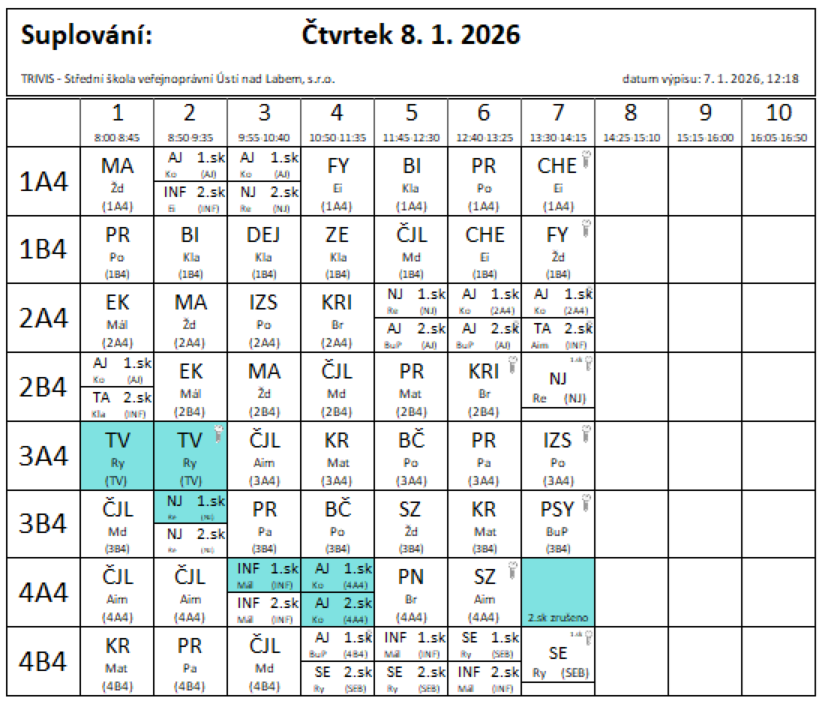 Suplování: Čtvrtek 8. 1. 2026
TRIVIS - Střední škola veřejnoprávní Ústí nad Labem, s.r.o. datum výpisu: 7. 1. 2026, 12:18
1 2 3 4 5 6 7 8 9 10
8:00-8:45 8:50-9:35 9:55-10:40 10:50-11:35 11:45-12:30 12:40-13:25 13:30-14:15 14:25-15:10 15:15-16:00 16:05-16:50
1A4
MA Žd (1A4)
AJ 1.sk Ko (AJ)
INF 2.sk Ei (INF)
AJ 1.sk Ko (AJ)
NJ 2.sk Re (NJ)
FY Ei (1A4)
BI Kla (1A4)
PR Po (1A4)
CHE Ei (1A4)
1B4
PR Po (1B4)
BI Kla (1B4)
DEJ Kla (1B4)
ZE Kla (1B4)
ČJL Md (1B4)
CHE Ei (1B4)
FY Žd (1B4)
2A4
EK Mál (2A4)
MA Žd (2A4)
IZS Po (2A4)
KRI Br (2A4)
NJ 1.sk Re (NJ)
AJ 2.sk BuP (AJ)
AJ 1.sk Ko (2A4)
AJ 2.sk BuP (AJ)
AJ 1.sk Ko (2A4)
TA 2.sk Aim (INF)
2B4
AJ 1.sk Ko (AJ)
TA 2.sk Kla (INF)
EK Mál (2B4)
MA Žd (2B4)
ČJL Md (2B4)
PR Mat (2B4)
KRI Br (2B4)
1.sk NJ Re (NJ)
3A4
TV Ry (TV)
TV Ry (TV)
ČJL Aim (3A4)
KR Mat (3A4)
BČ Po (3A4)
PR Pa (3A4)
IZS Po (3A4)
3B4
ČJL Md (3B4)
NJ 1.sk Re (NJ)
NJ 2.sk Re (NJ)
PR Pa (3B4)
BČ Po (3B4)
SZ Žd (3B4)
KR Mat (3B4)
PSY BuP (3B4)
4A4
ČJL Aim (4A4)
ČJL Aim (4A4)
INF 1.sk Mál (INF)
INF 2.sk Mál (INF)
AJ 1.sk Ko (4A4)
AJ 2.sk Ko (4A4)
PN Br (4A4)
SZ Aim (4A4)
2.sk zrušeno
4B4
KR Mat (4B4)
PR Pa (4B4)
ČJL Md (4B4)
AJ 1.sk BuP (4B4)
SE 2.sk Ry (SEB)
INF 1.sk Mál (INF)
SE 2.sk Ry (SEB)
SE 1.sk Ry (SEB)
INF 2.sk Mál (INF)
1.sk SE Ry (SEB)